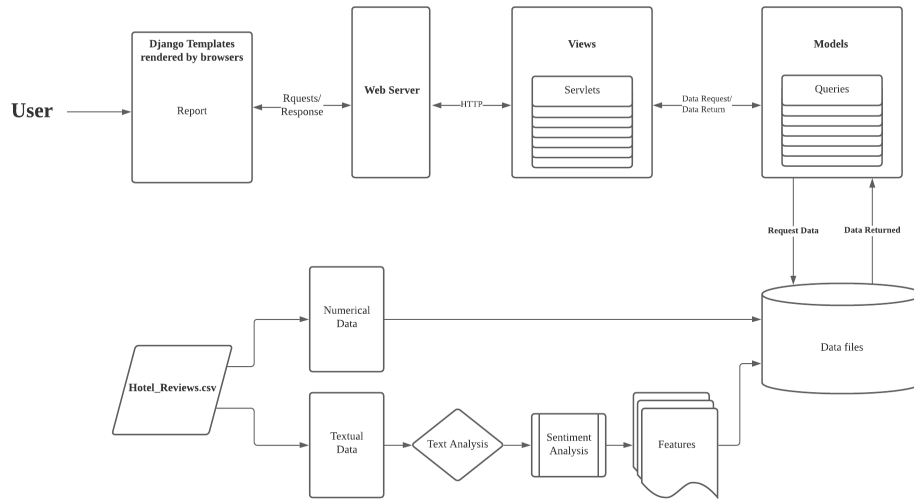 User
Django Templates
rendered by browsers
Report
Rquests/
Response
Web Server
HTTP
Views
Servlets
Data Request/
Data Return
Models
Queries
Request Data
Data Returned
Data files
Hotel_Reviews.csv
Numerical
Data
Textual
Data
Text Analysis
Sentiment
Analysis
Features